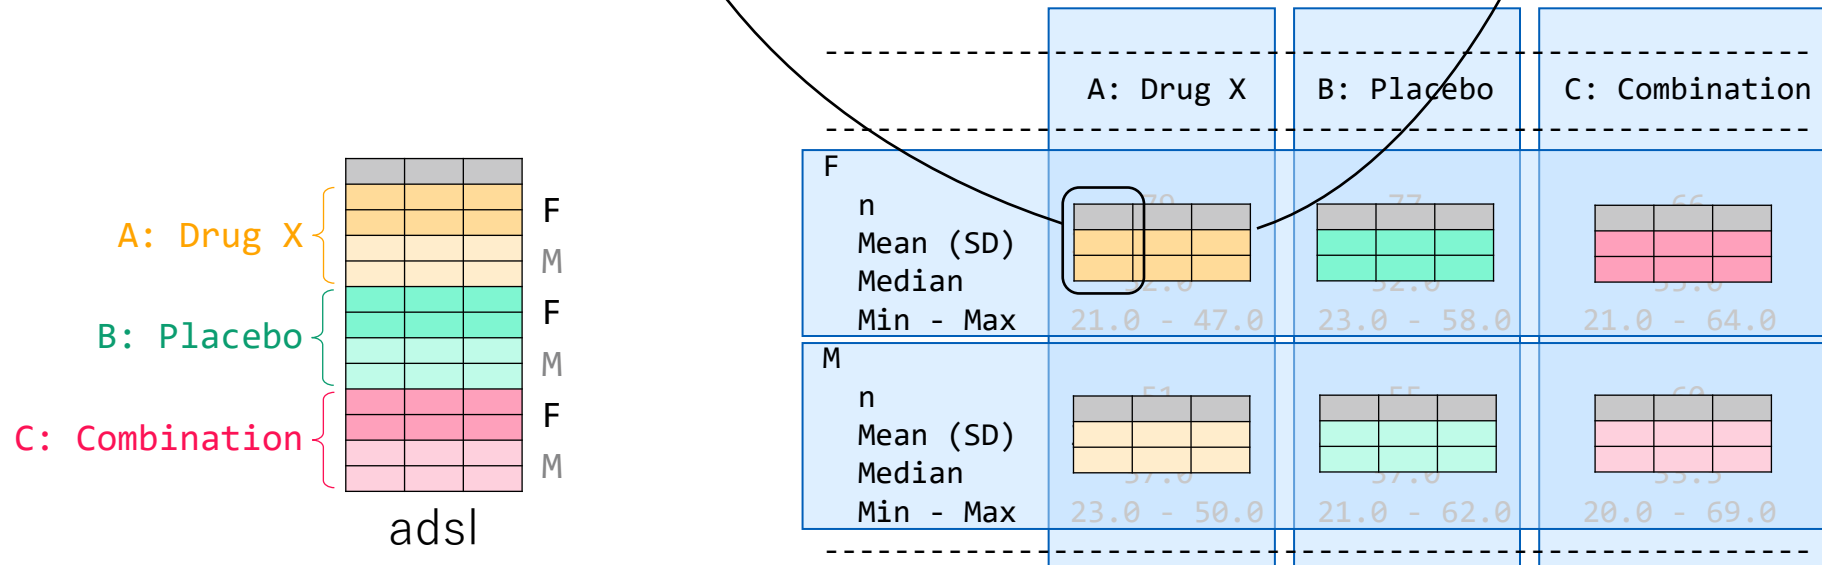 A: Drug X
B: Placebo
C: Combination
F
M
F
M
F
M
adsl
A: Drug X B: Placebo C: Combination
F
n
Mean (SD)
Median
Min - Max 21.0 - 47.0 23.0 - 58.0 21.0 - 64.0
M
n
Mean (SD)
Median
Min - Max 23.0 - 50.0 21.0 - 62.0 20.0 - 69.0